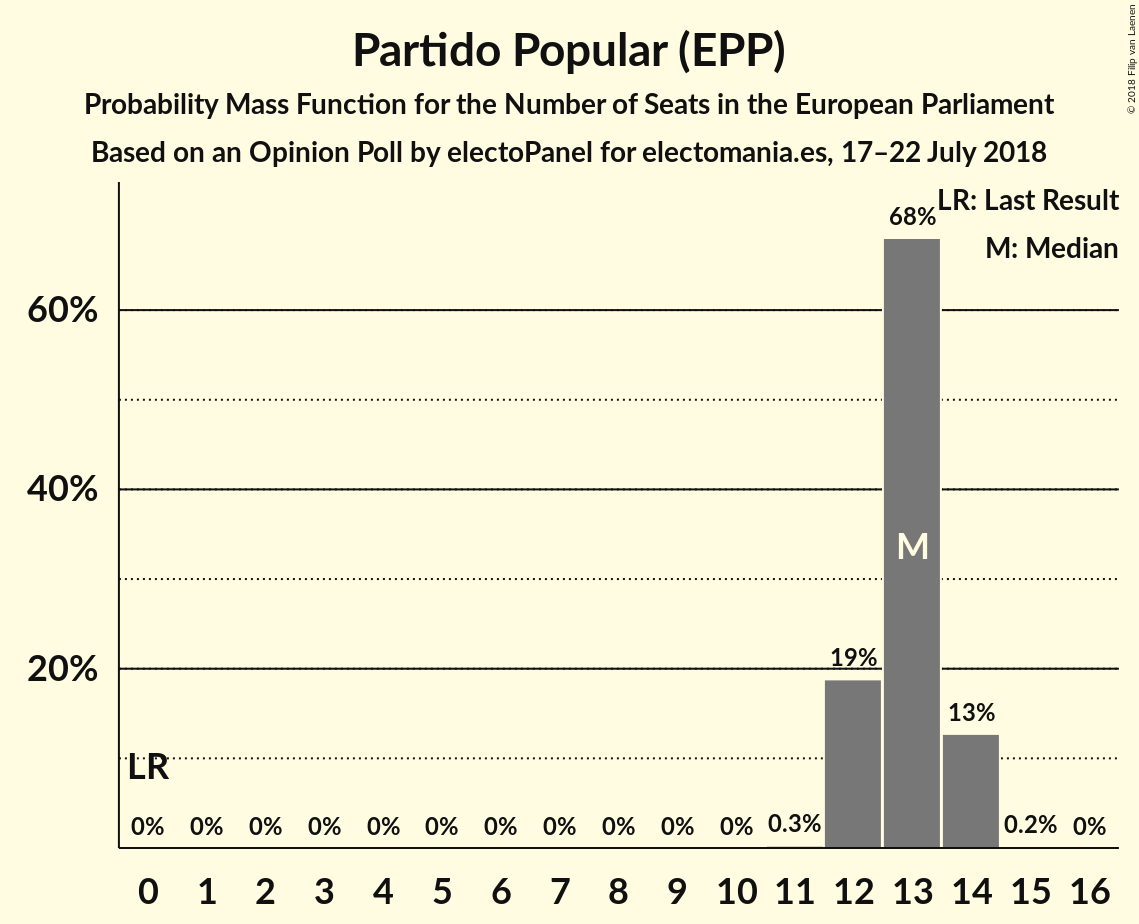 Partido Popular (EPP)
Probability Mass Function for the Number of Seats in the European Parliament
Based on an Opinion Poll by electoPanel for electomania.es, 17–22 July 2018
© 2018 Filip van Laenen
LR: Last Result
M: Median
68%
60%
40%
M
20%
19%
13%
LR
0% 0% 0% 0% 0% 0% 0% 0% 0% 0% 0% 0.3% 0.2% 0%
0 1 2 3 4 5 6 7 8 9 10 11 12 13 14 15 16